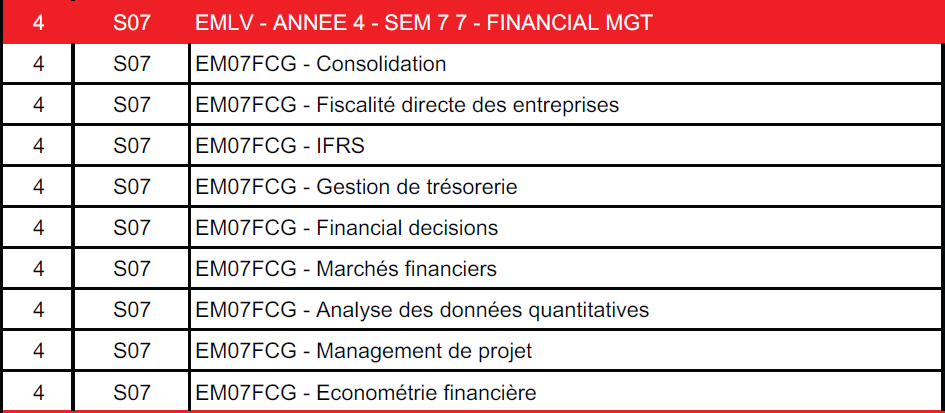 4 S07 EMLV - ANNEE 4 - SEM 7 7 - FINANCIAL MGT
4 S07 EM07FCG - Consolidation
4 S07 EM07FCG - Fiscalité directe des entreprises
4 S07 EM07FCG - IFRS
4 S07 EM07FCG - Gestion de trésorerie
4 S07 EM07FCG - Financial decisions
4 S07 EM07FCG - Marchés financiers
4 S07 EM07FCG - Analyse des données quantitatives
4 S07 EM07FCG - Management de projet
4 S07 EM07FCG - Econométrie financière